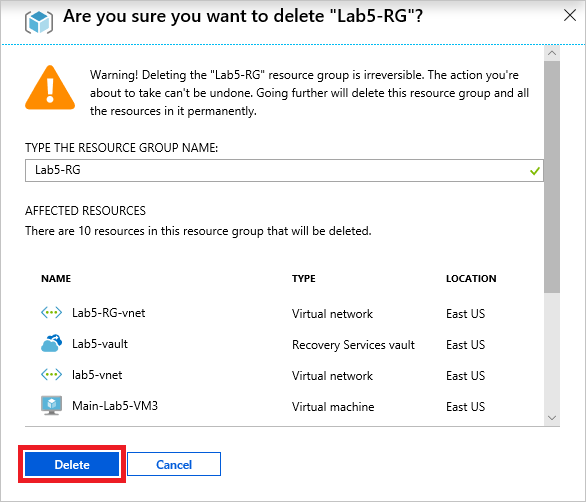 Are you sure you want to delete "Lab5-RG"?
Warning! Deleting the "Lab5-RG" resource group is irreversible. The action you're
about to take can't be undone. Going further will delete this resource group and all
the resources in it permanently.
TYPE THE RESOURCE GROUP NAME:
Lab5-RG
AFFECTED RESOURCES
There are 10 resources in this resource group that will be deleted.
NAME TYPE LOCATION
Lab5-RG-vnet Virtual network East US
Lab5-vault Recovery Services vault East US
lab5-vnet Virtual network East US
Main-Lab5-VM3 Virtual machine East US
Delete Cancel